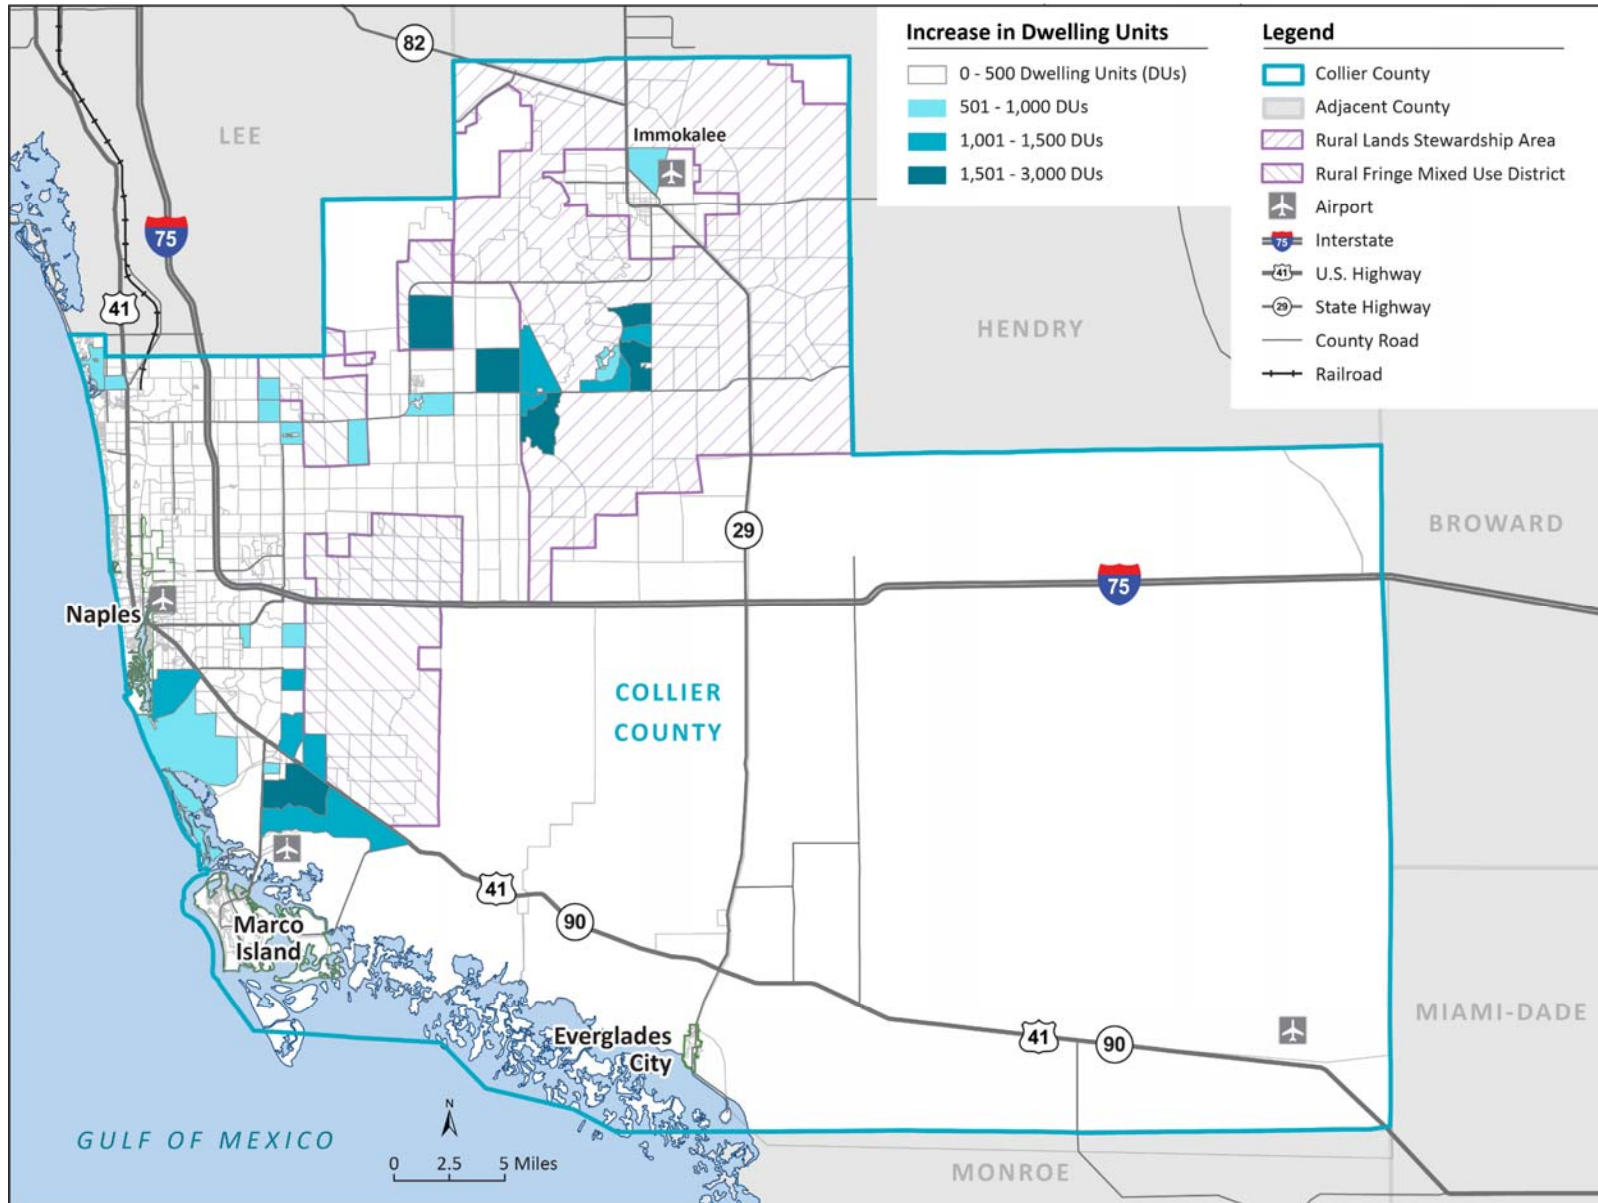 Increase in Dwelling Units
0 - 500 Dwelling Units (DUs)
501 - 1,000 DUs
1,001 - 1,500 DUs
1,501 - 3,000 DUs
Legend
Collier County
Adjacent County
Rural Lands Stewardship Area
Rural Fringe Mixed Use District
Airport
75
Interstate
41
U.S. Highway
29
State Highway
County Road
Railroad
82
LEE
Immokalee
75
41
HENDRY
BROWARD
29
75
Naples
COLLIER
COUNTY
41
90
Marco
Island
MIAMI-DADE
Everglades
City
41
90
N
GULF OF MEXICO
0 2.5 5 Miles
MONROE